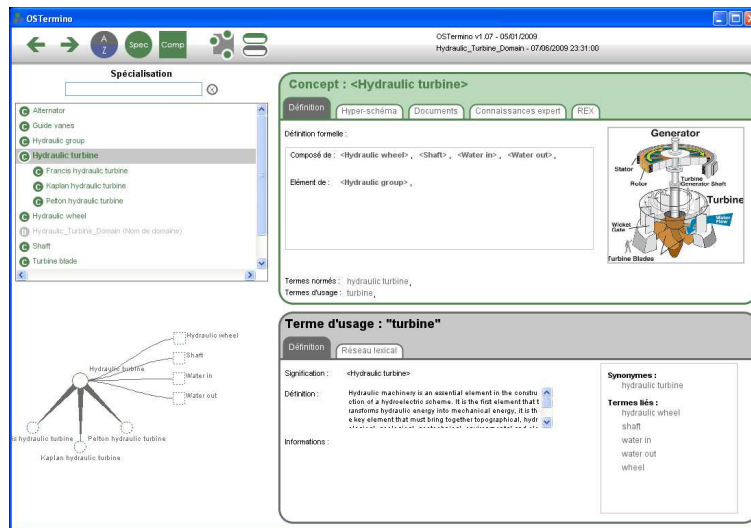 OSTermino
A
Z
Spec
Comp
OSTermino v1.07 - 05/01/2009
Hydraulic_Turbine_Domain - 07/06/2009 23:31:00
Spécialisation
Alternator
Guide vanes
Hydraulic group
Hydraulic turbine
Francis hydraulic turbine
Kaplan hydraulic turbine
Pelton hydraulic turbine
Hydraulic wheel
Hydraulic_Turbine_Domain (Nom de domaine)
Shaft
Turbine blade
Hydraulic wheel
Shaft
Hydraulic turbine
Water in
Water out
is hydraulic turbine
Pelton hydraulic turbine
Kaplan hydraulic turbine
Concept : <Hydraulic turbine>
Définition
Hyper-schéma
Documents
Connaissances expert
REX
Définition formelle :
Composé de : <Hydraulic wheel> , <Shaft> , <Water in> , <Water out> ,
Elément de : <Hydraulic group> ,
Generator
Stator
Rotor
Turbine
Generator Shaft
Turbine
Water
Flow
Wicket
Gate
Turbine Blades
Termes normés : hydraulic turbine ,
Termes d'usage : turbine ,
Terme d'usage : "turbine"
Définition
Réseau lexical
Signification : <Hydraulic turbine>
Définition : Hydraulic machinery is an essential element in the constru
ction of a hydroelectric scheme. It is the first element that t
ransforms hydraulic energy into mechanical energy, it is th
e key element that must bring together topographical, hydr
Informations :
Synonymes :
hydraulic turbine
Termes liés :
hydraulic wheel
shaft
water in
water out
wheel